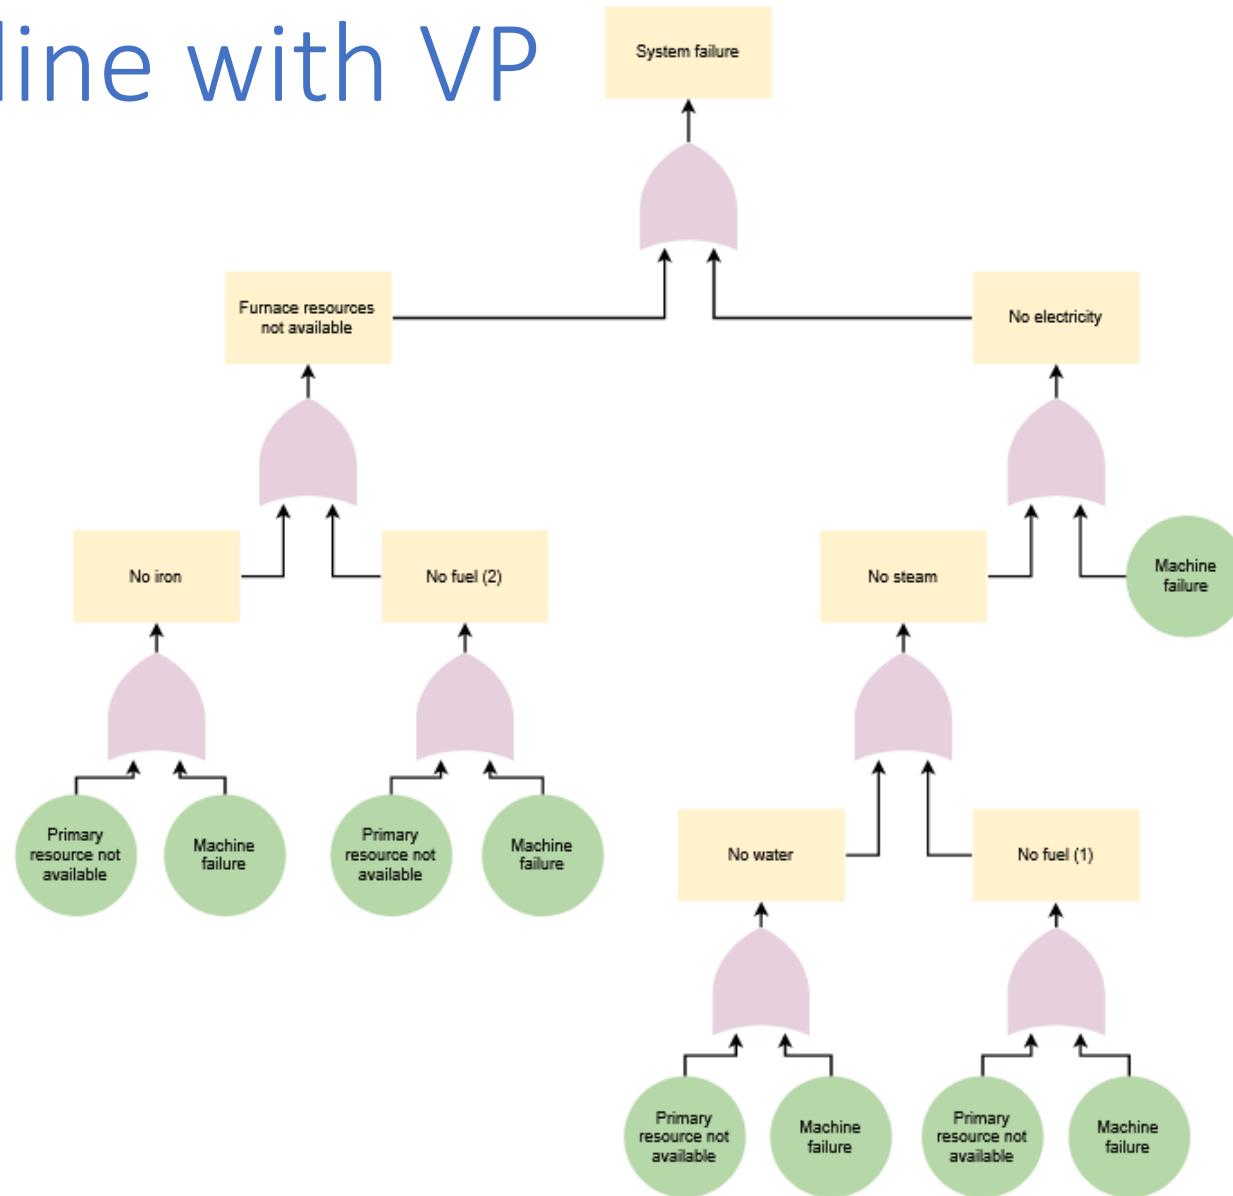 line with VP
System failure
Furnace resources
not available
No electricity
No iron
No fuel (2)
No steam
Machine
failure
Primary
resource not
available
Machine
failure
Primary
resource not
available
Machine
failure
No water
No fuel (1)
Primary
resource not
available
Machine
failure
Primary
resource not
available
Machine
failure